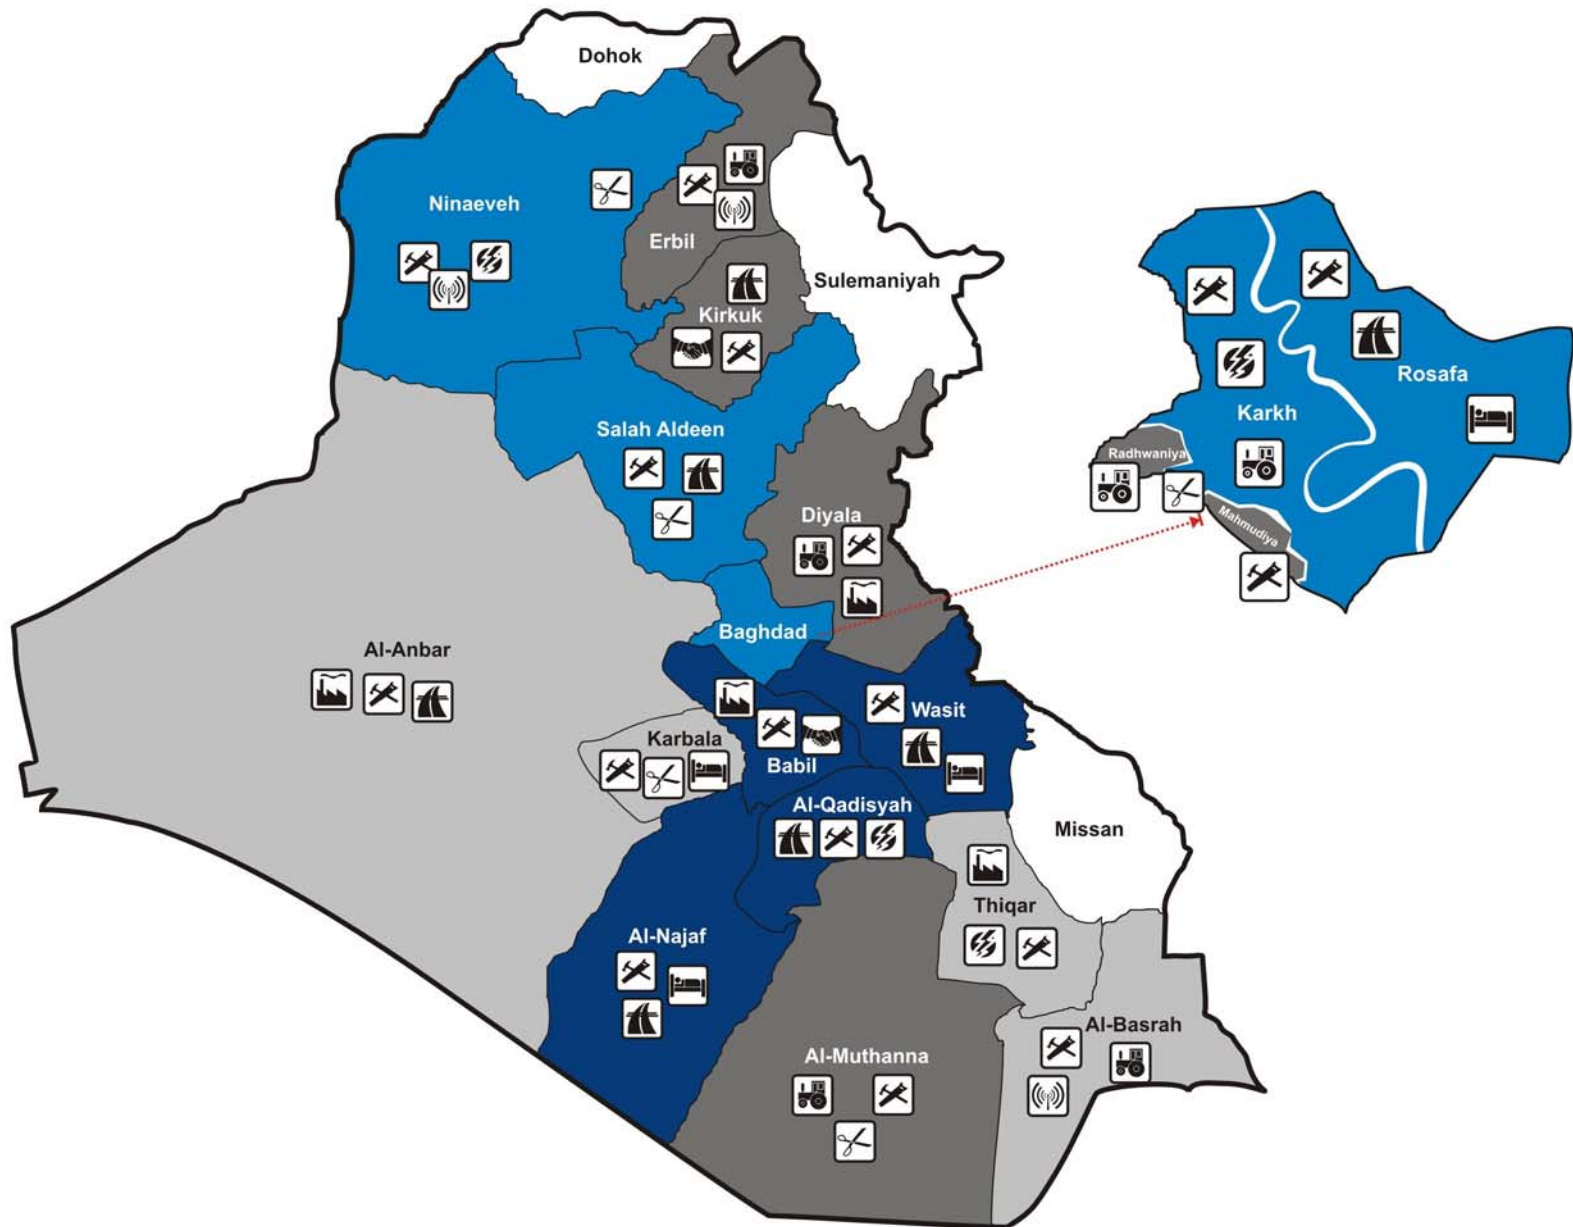 Dohok
Ninaeveh
Erbil
Sulemaniyah
Kirkuk
Rosafa
Karkh
Salah Aldeen
Radhwaniya
Diyala
Mahmudiya
Baghdad
Al-Anbar
Wasit
Karbala
Babil
Al-Qadisyah
Missan
Thiqar
Al-Najaf
Al-Basrah
Al-Muthanna